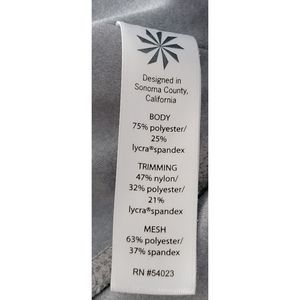 Designed in
Sonoma County,
California
BODY
75% polyester/
25%
lycra®spandex
TRIMMING
47% nylon/
32% polyester/
21%
lycra®spandex
MESH
63% polyester/
37% spandex
RN #54023